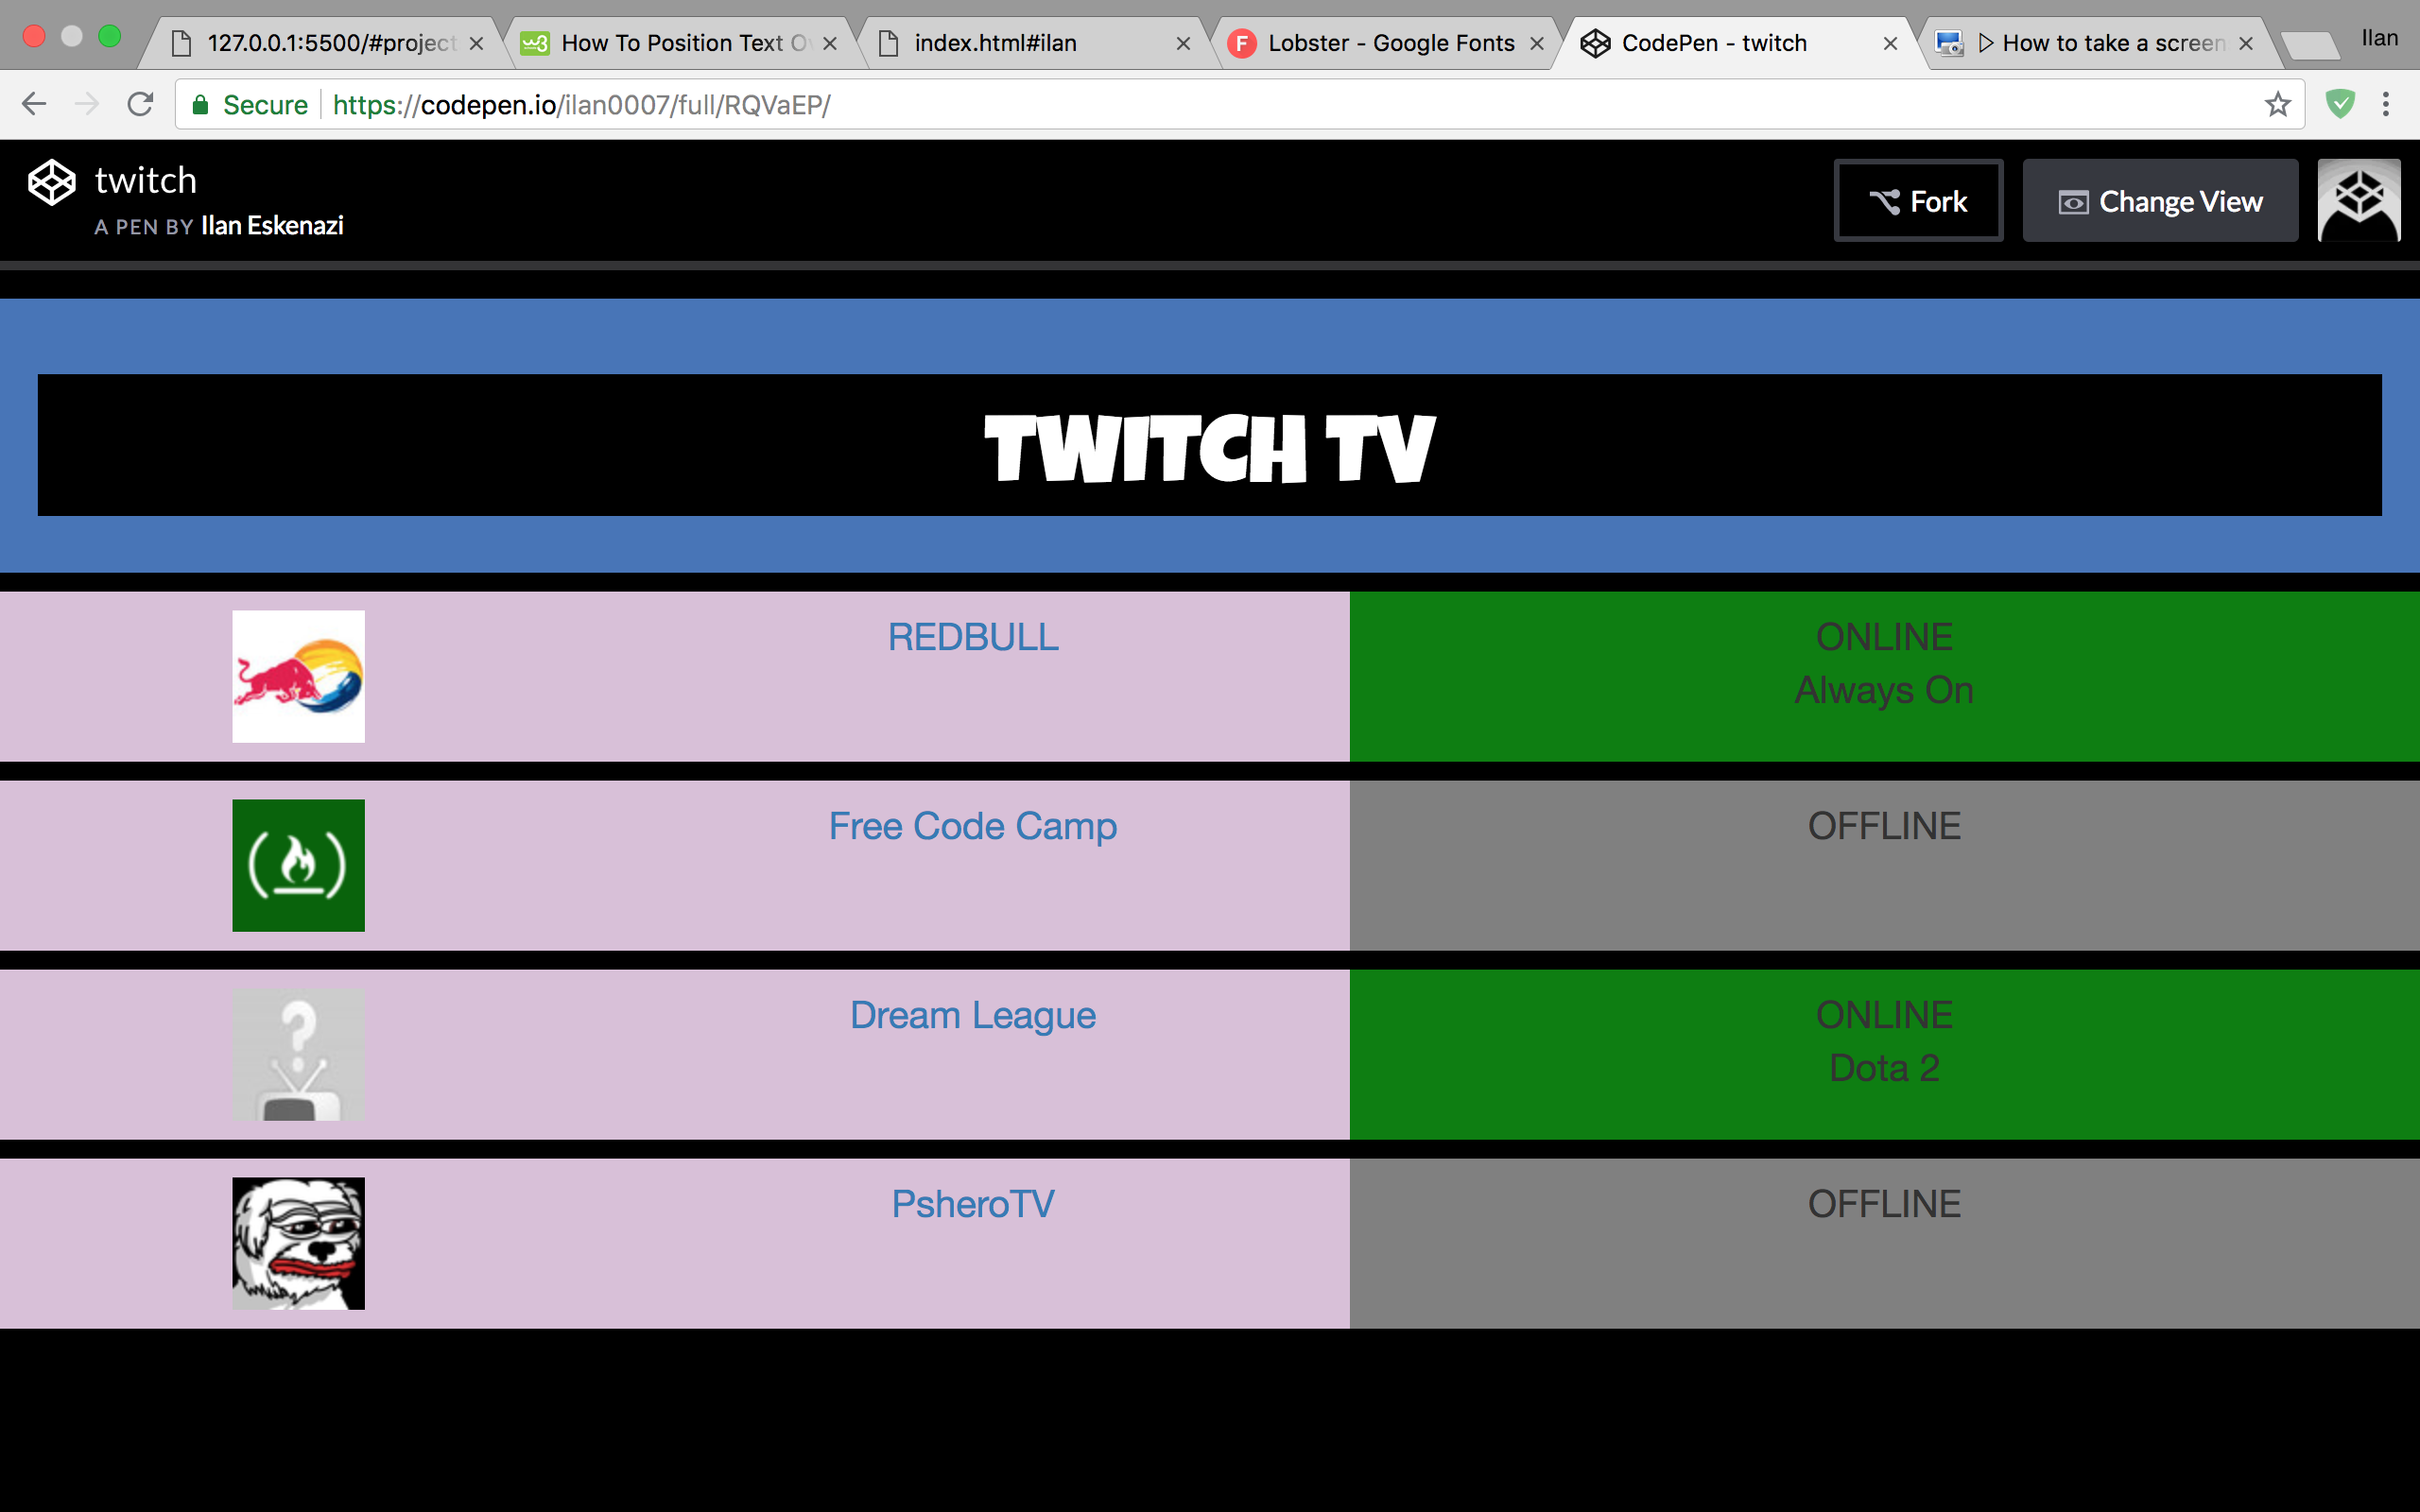 127.0.0.1:5500/#project
How To Position Text O
index.html#ilan
Lobster - Google Fonts
CodePen - twitch
How to take a screen
Ilan
Secure
https://codepen.io/ilan0007/full/RQVaEP/
twitch
A PEN BY Ilan Eskenazi
Fork
Change View
TWITCH TV
REDBULL
ONLINE
Always On
Free Code Camp
OFFLINE
Dream League
ONLINE
Dota 2
PsheroTV
OFFLINE